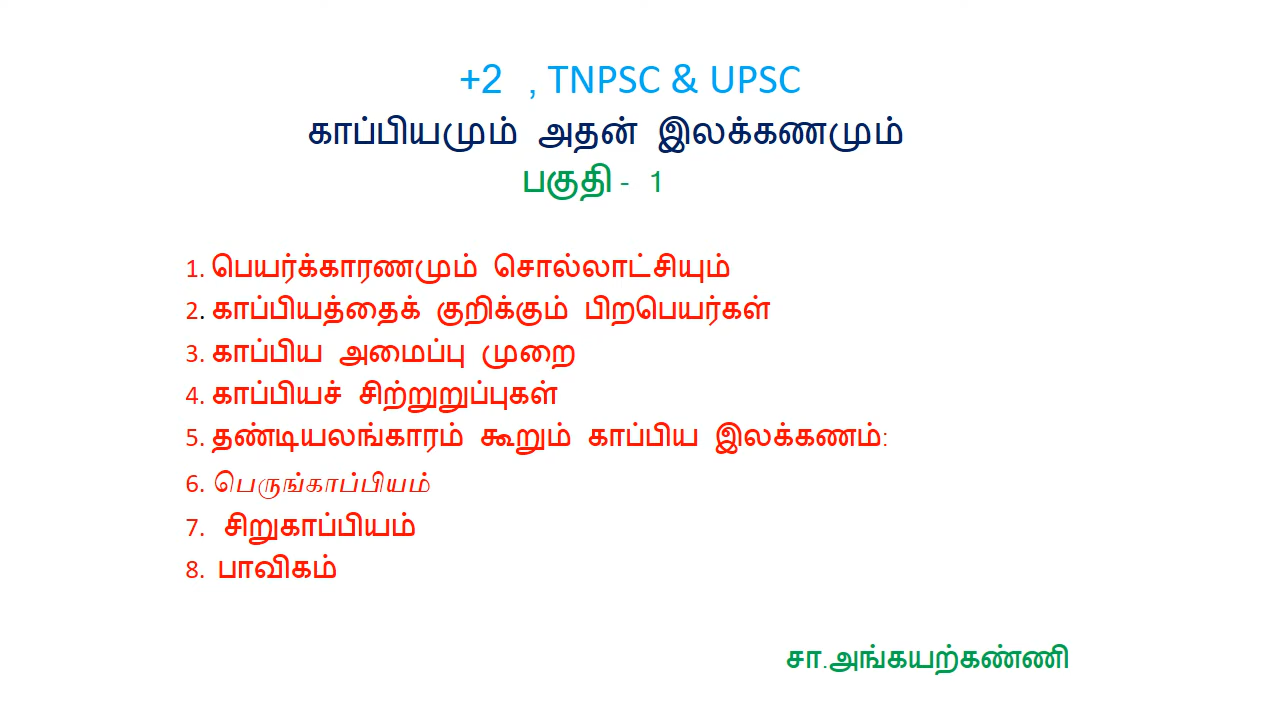 +2 , TNPSC & UPSC
காப்பியமும் அதன் இலக்கணமும்
பகுதி - 1
1. பெயர்க்காரணமும் சொல்லாட்சியும்
2. காப்பியத்தைக் குறிக்கும் பிறபெயர்கள்
3. காப்பிய அமைப்பு முறை
4. காப்பியச் சிற்றுறுப்புகள்
5. தண்டியலங்காரம் கூறும் காப்பிய இலக்கணம்:
6. பெருங்காப்பியம்
7. சிறுகாப்பியம்
8. பாவிகம்
சா.அங்கயற்கண்ணி